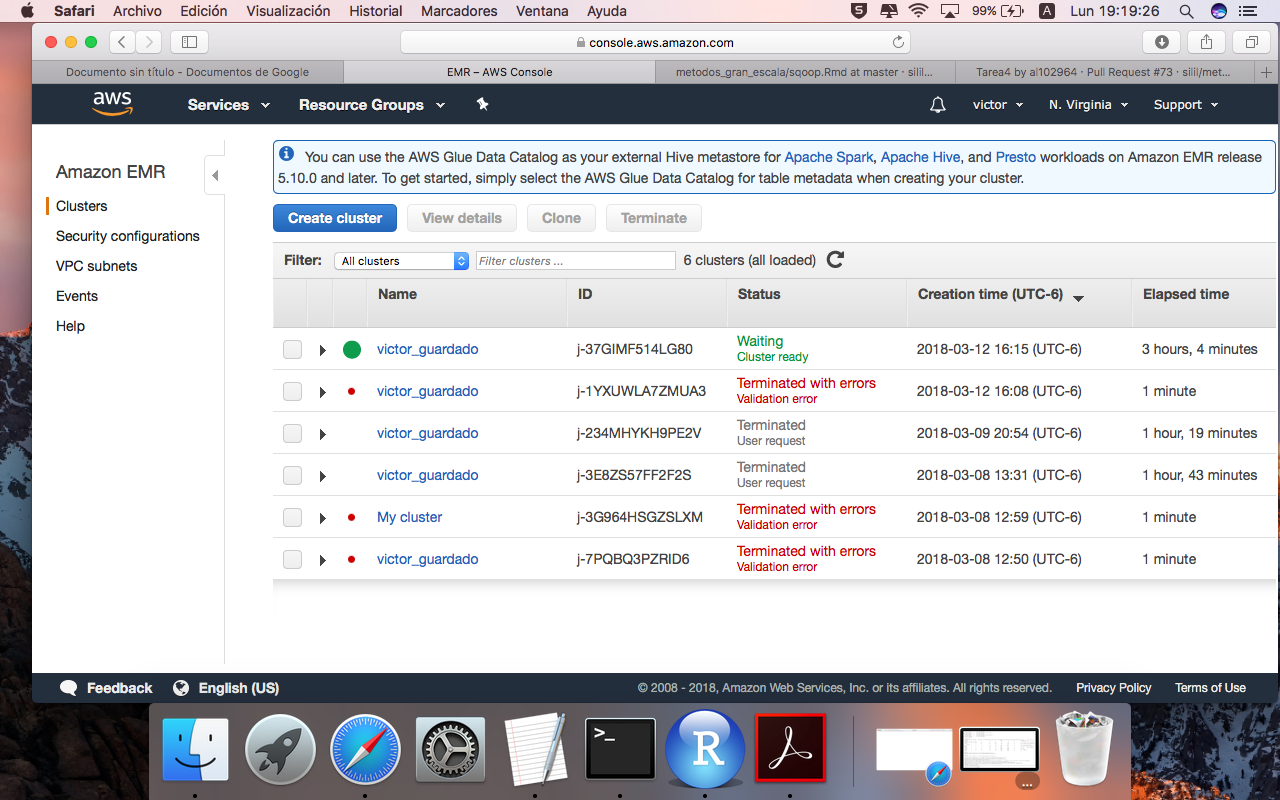 Safari Archivo Edición Visualización Historial Marcadores Ventana Ayuda 99% A Lun 19:19:26
console.aws.amazon.com
Documento sin título - Documentos de Google EMR – AWS Console metodos_gran_escala/sqoop.Rmd at master · silil... Tarea4 by al102964 · Pull Request #73 · silil/met...
aws Services Resource Groups victor N. Virginia Support
Amazon EMR
Clusters
Security configurations
VPC subnets
Events
Help
You can use the AWS Glue Data Catalog as your external Hive metastore for Apache Spark, Apache Hive, and Presto workloads on Amazon EMR release
5.10.0 and later. To get started, simply select the AWS Glue Data Catalog for table metadata when creating your cluster.
Create cluster View details Clone Terminate
Filter: All clusters Filter clusters ... 6 clusters (all loaded)
Name ID Status Creation time (UTC-6) Elapsed time
victor_guardado j-37GIMF514LG80 Waiting 2018-03-12 16:15 (UTC-6) 3 hours, 4 minutes
Cluster ready
victor_guardado j-1YXUWLA7ZMUA3 Terminated with errors 2018-03-12 16:08 (UTC-6) 1 minute
Validation error
victor_guardado j-234MHYKH9PE2V Terminated 2018-03-09 20:54 (UTC-6) 1 hour, 19 minutes
User request
victor_guardado j-3E8ZS57FF2F2S Terminated 2018-03-08 13:31 (UTC-6) 1 hour, 43 minutes
User request
My cluster j-3G964HSGZSLXM Terminated with errors 2018-03-08 12:59 (UTC-6) 1 minute
Validation error
victor_guardado j-7PQBQ3PZRID6 Terminated with errors 2018-03-08 12:50 (UTC-6) 1 minute
Validation error
Feedback English (US) © 2008 - 2018, Amazon Web Services, Inc. or its affiliates. All rights reserved. Privacy Policy Terms of Use
>_ R